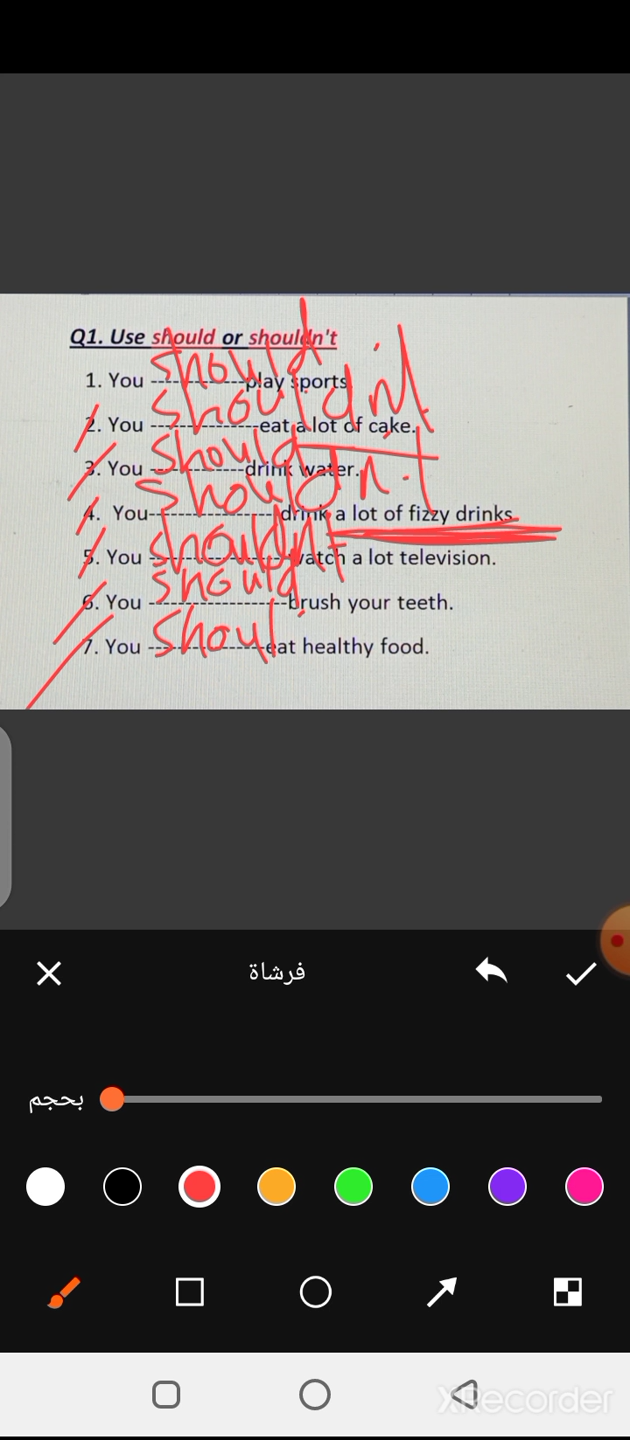 Q1. Use should or shouldn't
1. You ------------play sports
should
2. You --------------eat a lot of cake.
shouldn't
3. You ------------drink water.
should
4. You----------------drink a lot of fizzy drinks
shouldn't
5. You ----------------watch a lot television.
shouldnt
6. You -----------------brush your teeth.
should
7. You --------------eat healthy food.
shoul
فرشاة
بحجم
XRecorder